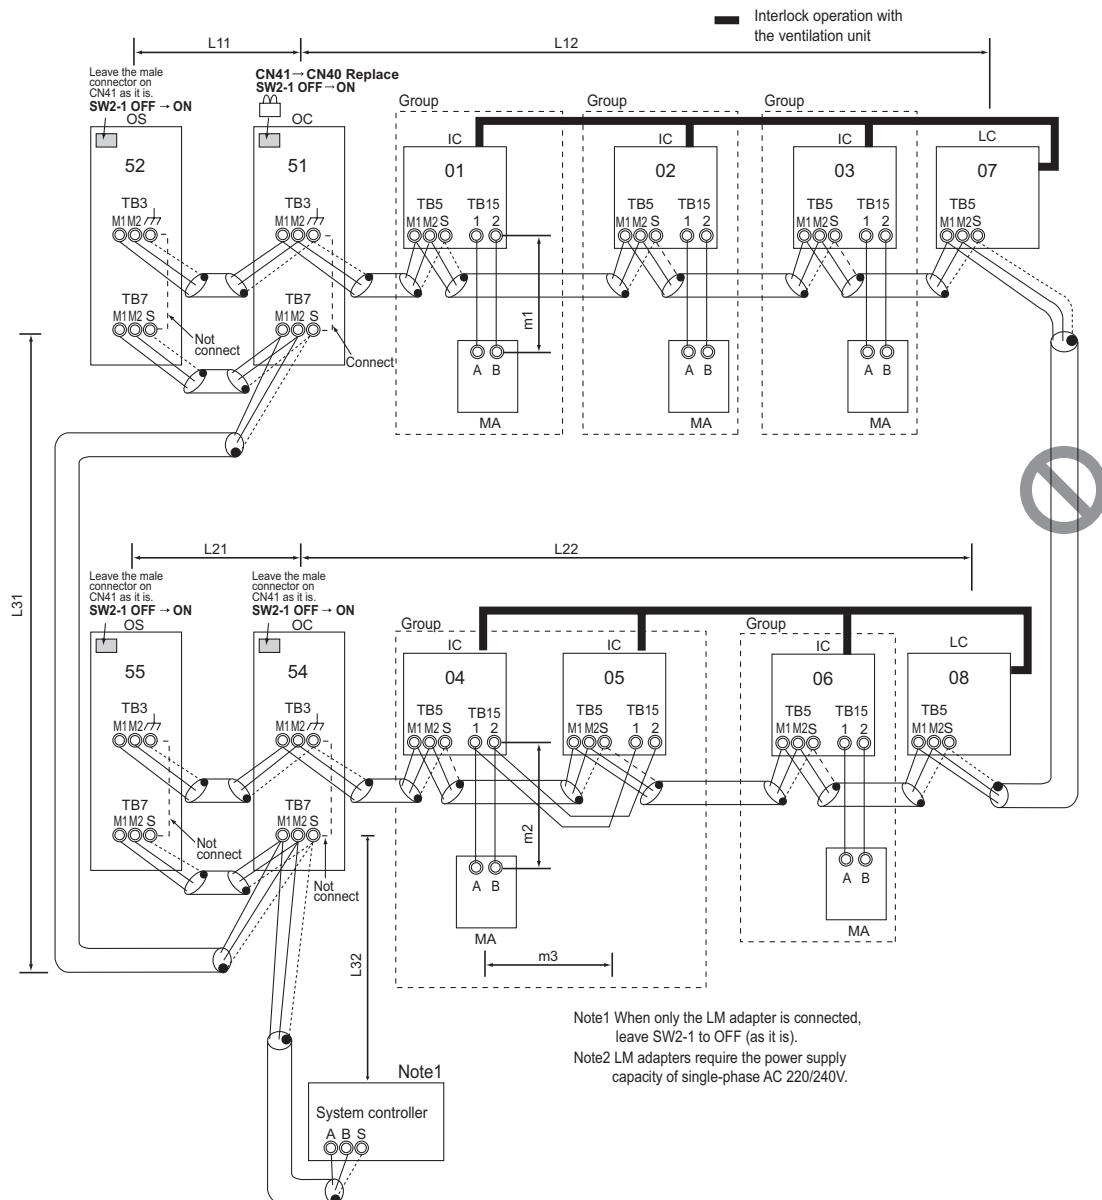 Interlock operation with
the ventilation unit
L11
L12
Leave the male
connector on
CN41 as it is.
SW2-1 OFF → ON
OS
CN41→CN40 Replace
SW2-1 OFF→ON
OC
Group
Group
Group
IC
IC
IC
LC
52
51
01
02
03
07
TB3
M1 M2
TB3
M1 M2
TB5
M1 M2 S
TB15
1 2
TB5
M1 M2 S
TB15
1 2
TB5
M1 M2 S
TB15
1 2
TB5
M1 M2 S
TB7
M1 M2 S
TB7
M1 M2 S
Not
connect
Connect
m1
A B
A B
A B
MA
MA
MA
L31
L21
L22
Leave the male
connector on
CN41 as it is.
SW2-1 OFF → ON
OS
Leave the male
connector on
CN41 as it is.
SW2-1 OFF → ON
OC
Group
Group
IC
IC
IC
LC
55
54
04
05
06
08
TB3
M1 M2
TB3
M1 M2
TB5
M1 M2 S
TB15
1 2
TB5
M1 M2 S
TB15
1 2
TB5
M1 M2 S
TB15
1 2
TB5
M1 M2 S
TB7
M1 M2 S
TB7
M1 M2 S
Not
connect
Not
connect
m2
A B
A B
MA
MA
m3
L32
Note1 When only the LM adapter is connected,
leave SW2-1 to OFF (as it is).
Note2 LM adapters require the power supply
capacity of single-phase AC 220/240V.
Note1
System controller
A B S